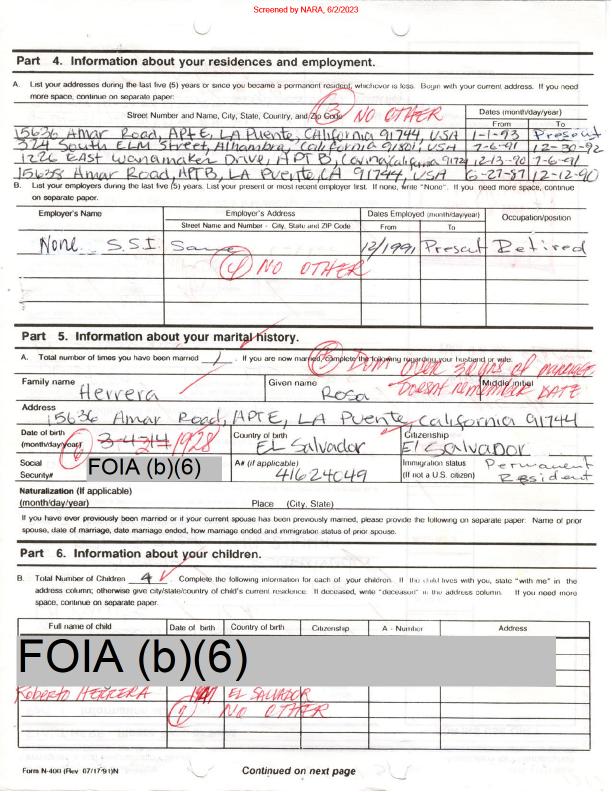 Screened by NARA, 6/2/2023
Part 4. Information about your residences and employment.
A. List your addresses during the last five (5) years or since you became a permanent resident, whichever is less. Begin with your current address. If you need
more space, continue on separate paper:
Street Number and Name, City, State, Country, and Zip Code
③ NO OTHER
Dates (month/day/year)
From To
15636 Amar Road, APtE, LA Puente, California 91744, USA 1-1-93 Present
324 South ELM Street, Alhambra, California 91801, USA 7-6-91 12-30-92
1226 EAST Wanamaker Drive, APTB, Covina California 91724 12-13-90 7-6-91
15638 Amar Road, APTB, LA Puente, CA 91744, USA 6-27-87 12-12-90
B. List your employers during the last five (5) years. List your present or most recent employer first. If none, write "None". If you need more space, continue
on separate paper.
Employer's Name Employer's Address Dates Employed (month/day/year) Occupation/position
Street Name and Number - City, State and ZIP Code From To
None S.S.I. Same 12/1991 Present Retired
④ NO OTHER
Part 5. Information about your marital history.
A. Total number of times you have been married 1. If you are now married, complete the following regarding your husband or wife:
⑤ over 30 yrs of marriage
Doesnt remember DATE
Family name Herrera Given name Rosa Middle initial
Address
15636 Amar Road, APTE, LA Puente, California 91744
Date of birth (month/day/year) ⑥ 3-4-314 1928 Country of birth EL Salvador Citizenship El Salvador
Social Security# FOIA (b)(6) A# (if applicable) 41624049 Immigration status (If not a U.S. citizen) Permanent Resident
Naturalization (If applicable)
(month/day/year) Place (City, State)
If you have ever previously been married or if your current spouse has been previously married, please provide the following on separate paper: Name of prior
spouse, date of marriage, date marriage ended, how marriage ended and immigration status of prior spouse.
Part 6. Information about your children.
B. Total Number of Children 4. Complete the following information for each of your children. If the child lives with you, state "with me" in the
address column; otherwise give city/state/country of child's current residence. If deceased, write "deceased" in the address column. If you need more
space, continue on separate paper.
Full name of child Date of birth Country of birth Citizenship A - Number Address
FOIA (b)(6)
Roberto HERRERA EL SALVADOR
⑦ NO OTHER
Form N-400 (Rev. 07/17/91)N Continued on next page